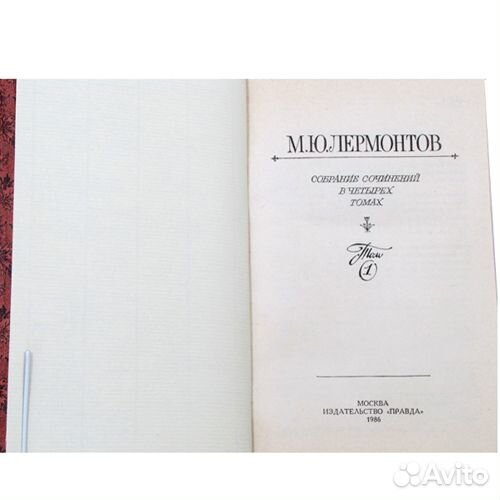 М.Ю.ЛЕРМОНТОВ
СОБРАНИЕ СОЧИНЕНИЙ
В ЧЕТЫРЕХ
ТОМАХ
Том
1
МОСКВА
ИЗДАТЕЛЬСТВО «ПРАВДА»
1986
Avito